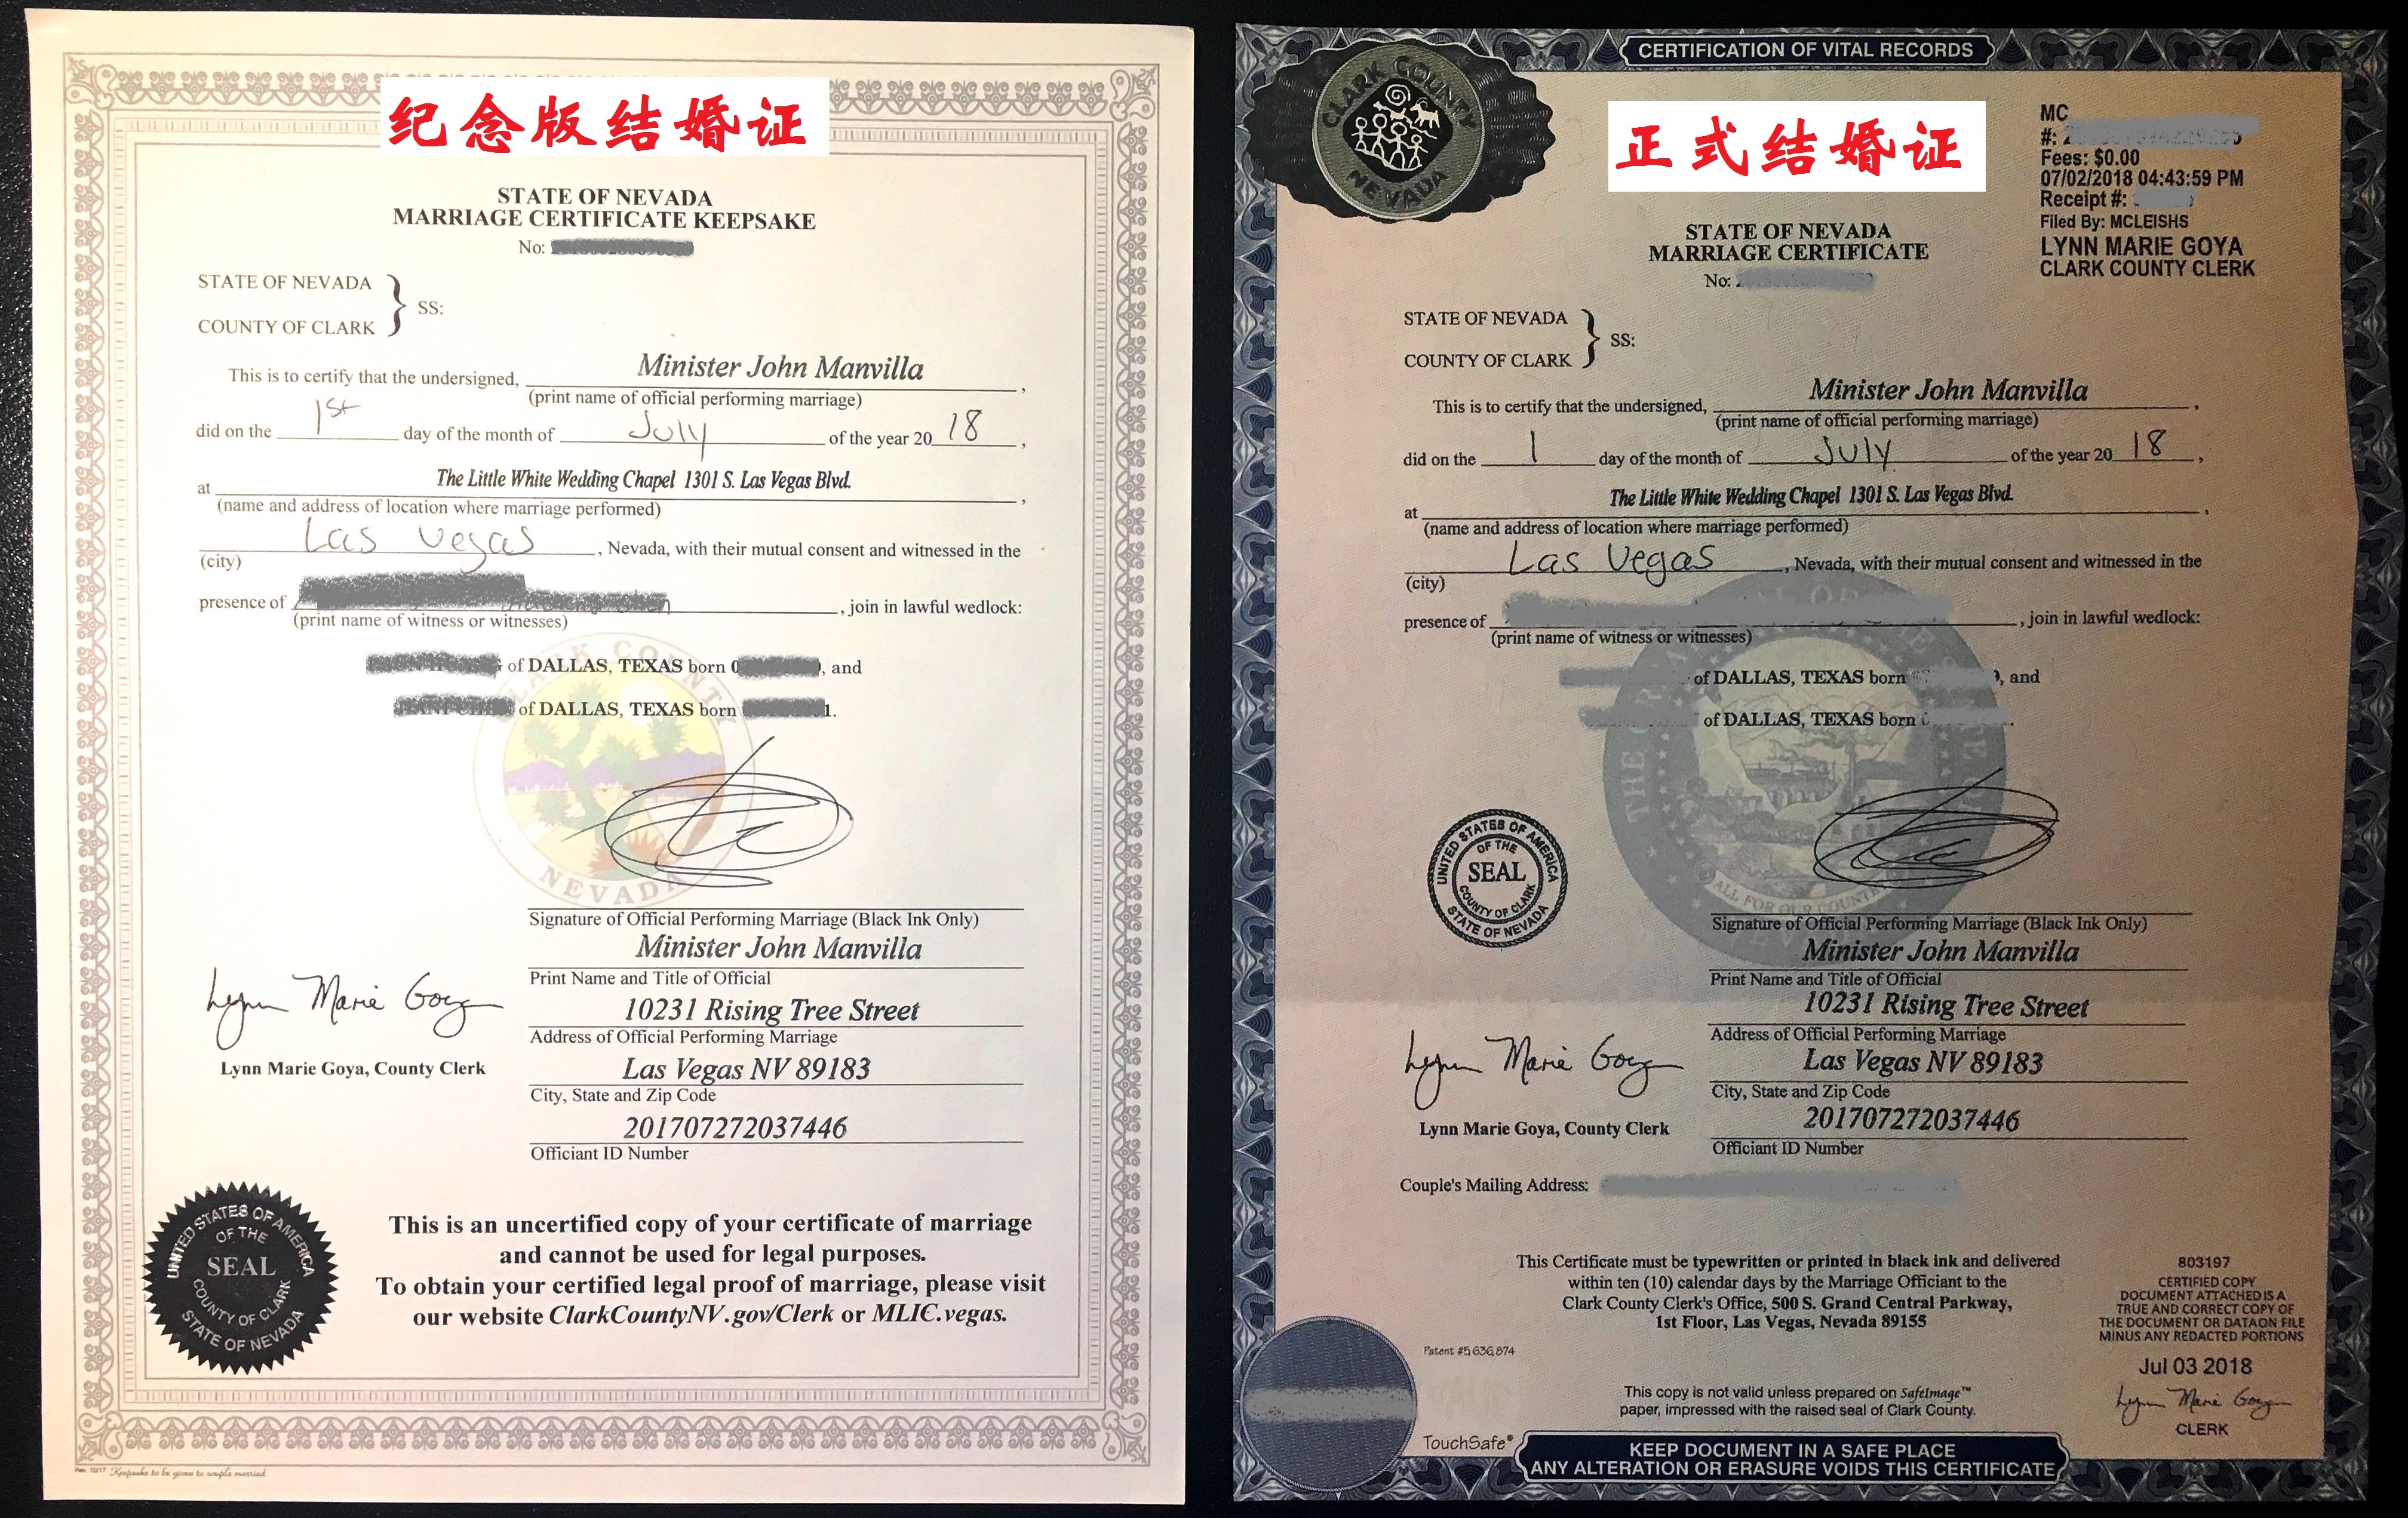 纪念版结婚证
STATE OF NEVADA
MARRIAGE CERTIFICATE KEEPSAKE
No:
STATE OF NEVADA
COUNTY OF CLARK
} SS:
This is to certify that the undersigned, Minister John Manvilla,
(print name of official performing marriage)
did on the 1st day of the month of July of the year 2018,
at The Little White Wedding Chapel 1301 S. Las Vegas Blvd.,
(name and address of location where marriage performed)
Las Vegas, Nevada, with their mutual consent and witnessed in the
(city)
presence of , join in lawful wedlock:
(print name of witness or witnesses)
of DALLAS, TEXAS born , and
of DALLAS, TEXAS born 1.
CLARK COUNTY
NEVADA
Signature of Official Performing Marriage (Black Ink Only)
Minister John Manvilla
Print Name and Title of Official
10231 Rising Tree Street
Address of Official Performing Marriage
Las Vegas NV 89183
City, State and Zip Code
201707272037446
Officiant ID Number
Lynn Marie Goya
Lynn Marie Goya, County Clerk
UNITED STATES OF AMERICA
OF THE
SEAL
COUNTY OF CLARK
STATE OF NEVADA
This is an uncertified copy of your certificate of marriage
and cannot be used for legal purposes.
To obtain your certified legal proof of marriage, please visit
our website ClarkCountyNV.gov/Clerk or MLIC.vegas.
Keepsake to be given to couple married
CERTIFICATION OF VITAL RECORDS
CLARK COUNTY
NEVADA
正式结婚证
MC
#:
Fees: $0.00
07/02/2018 04:43:59 PM
Receipt #:
Filed By: MCLEISHS
LYNN MARIE GOYA
CLARK COUNTY CLERK
STATE OF NEVADA
MARRIAGE CERTIFICATE
No:
STATE OF NEVADA
COUNTY OF CLARK
} SS:
This is to certify that the undersigned, Minister John Manvilla,
(print name of official performing marriage)
did on the 1 day of the month of July of the year 2018,
at The Little White Wedding Chapel 1301 S. Las Vegas Blvd.,
(name and address of location where marriage performed)
Las Vegas, Nevada, with their mutual consent and witnessed in the
(city)
presence of , join in lawful wedlock:
(print name of witness or witnesses)
of DALLAS, TEXAS born , and
of DALLAS, TEXAS born .
ALL FOR OUR COUNTRY
UNITED STATES OF AMERICA
OF THE
SEAL
COUNTY OF CLARK
STATE OF NEVADA
Signature of Official Performing Marriage (Black Ink Only)
Minister John Manvilla
Print Name and Title of Official
10231 Rising Tree Street
Address of Official Performing Marriage
Las Vegas NV 89183
City, State and Zip Code
201707272037446
Officiant ID Number
Lynn Marie Goya
Lynn Marie Goya, County Clerk
Couple's Mailing Address:
This Certificate must be typewritten or printed in black ink and delivered
within ten (10) calendar days by the Marriage Officiant to the
Clark County Clerk's Office, 500 S. Grand Central Parkway,
1st Floor, Las Vegas, Nevada 89155
803197
CERTIFIED COPY
DOCUMENT ATTACHED IS A
TRUE AND CORRECT COPY OF
THE DOCUMENT OR DATA ON FILE
MINUS ANY REDACTED PORTIONS
Jul 03 2018
Lynn Marie Goya
CLERK
Patent #5,636,874
This copy is not valid unless prepared on SafeImage™
paper, impressed with the raised seal of Clark County.
TouchSafe®
KEEP DOCUMENT IN A SAFE PLACE
ANY ALTERATION OR ERASURE VOIDS THIS CERTIFICATE